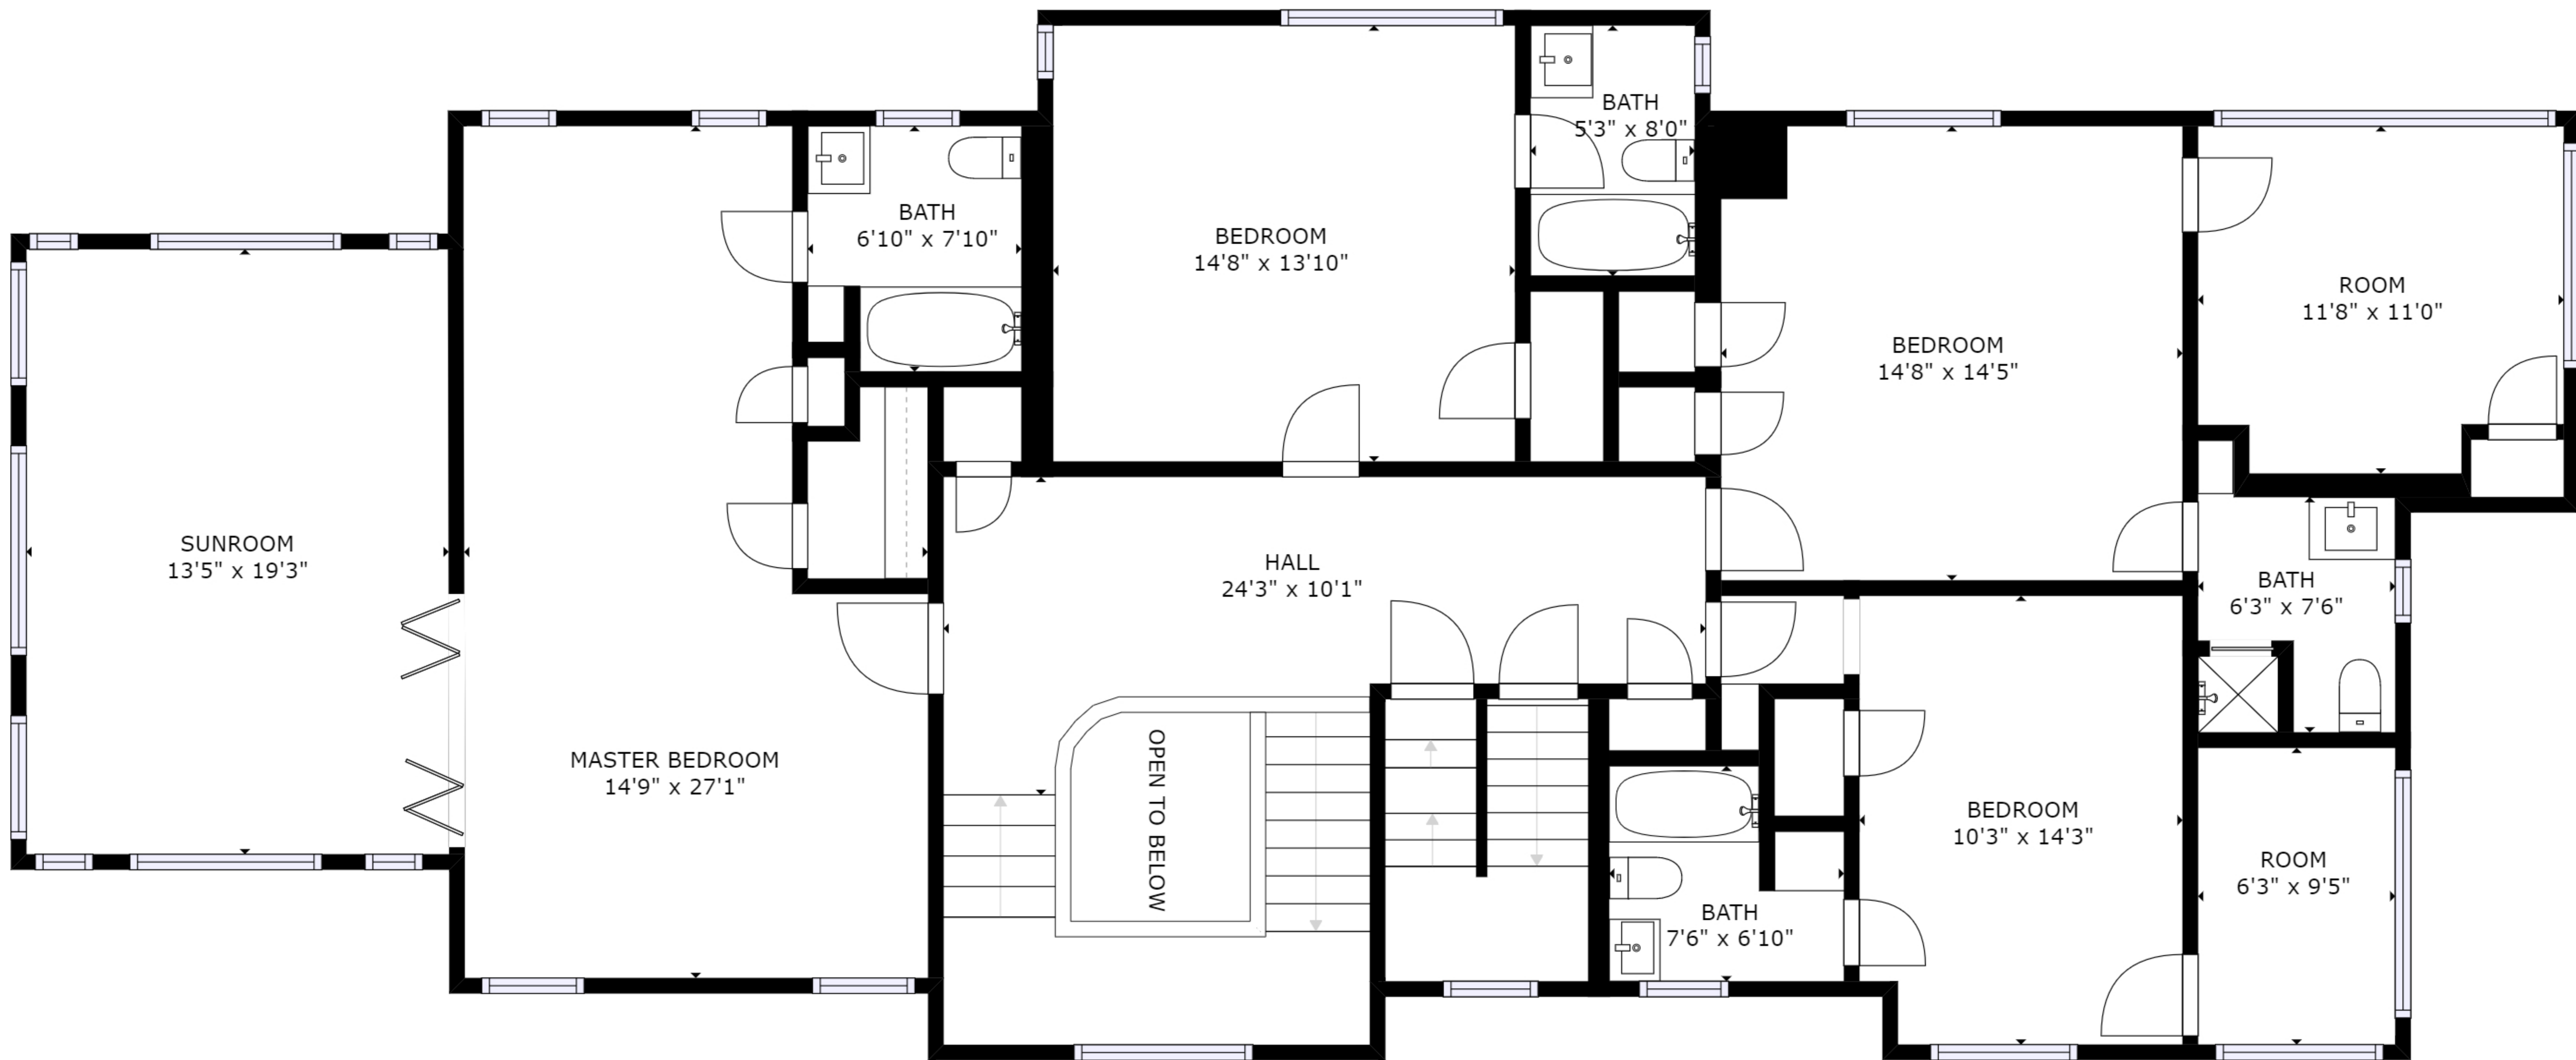 BATH
5'3" x 8'0"
BATH
6'10" x 7'10"
BEDROOM
14'8" x 13'10"
ROOM
11'8" x 11'0"
BEDROOM
14'8" x 14'5"
SUNROOM
13'5" x 19'3"
HALL
24'3" x 10'1"
BATH
6'3" x 7'6"
MASTER BEDROOM
14'9" x 27'1"
OPEN TO BELOW
BEDROOM
10'3" x 14'3"
ROOM
6'3" x 9'5"
BATH
7'6" x 6'10"